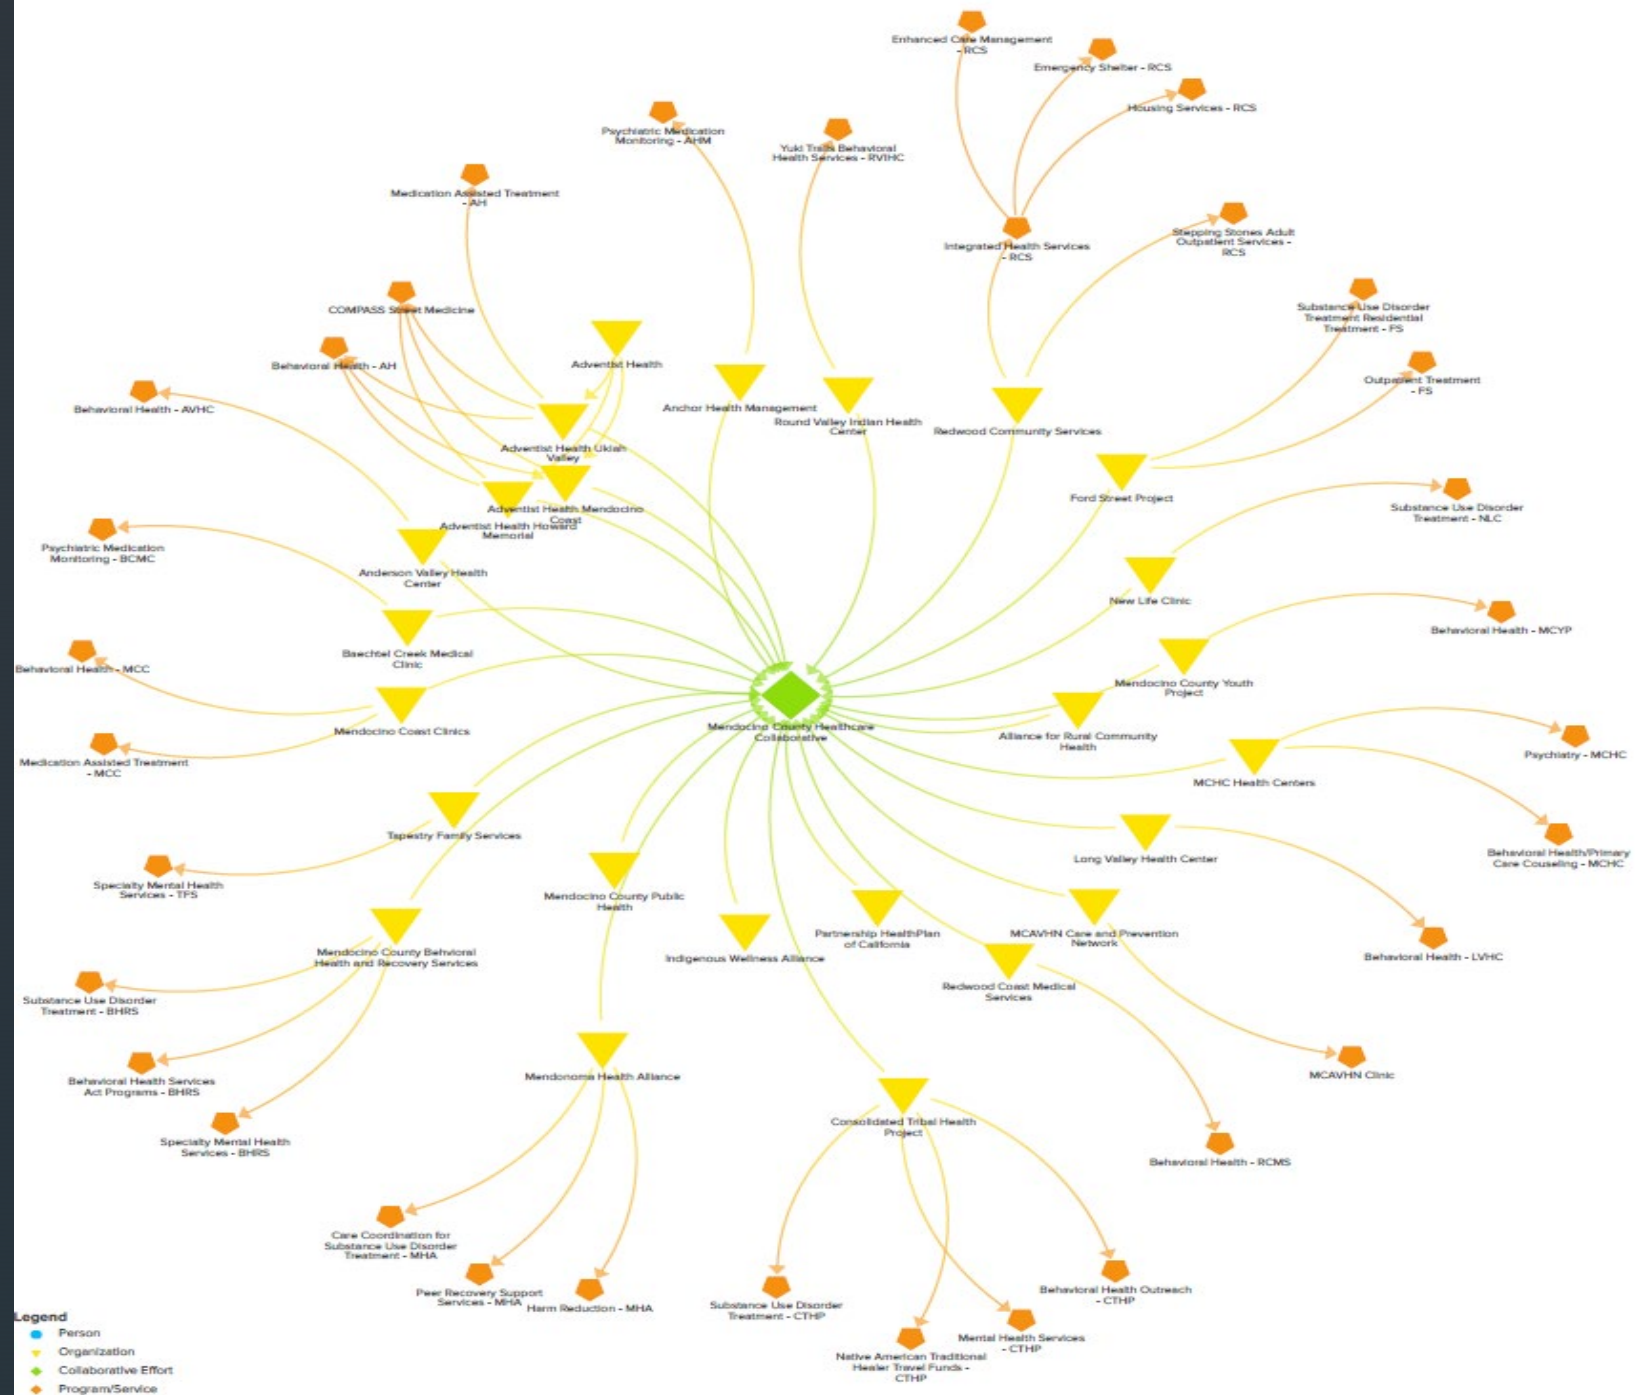 Enhanced Care Management
- RCS
Emergency Shelter - RCS
Housing Services - RCS
Psychiatric Medication
Monitoring - AHM
Yuki Trails Behavioral
Health Services - RVIHC
Medication Assisted Treatment
- AH
Integrated Health Services
- RCS
Stepping Stones Adult
Outpatient Services -
RCS
COMPASS Street Medicine
Substance Use Disorder
Treatment Residential
Treatment - FS
Behavioral Health - AH
Adventist Health
Outpatient Treatment
- FS
Behavioral Health - AVHC
Anchor Health Management
Round Valley Indian Health
Center
Redwood Community Services
Adventist Health Ukiah
Valley
Ford Street Project
Adventist Health Mendocino
Coast
Adventist Health Howard
Memorial
Substance Use Disorder
Treatment - NLC
Psychiatric Medication
Monitoring - BCMC
Anderson Valley Health
Center
New Life Clinic
Behavioral Health - MCYP
Baechtel Creek Medical
Clinic
Behavioral Health - MCC
Mendocino County Youth
Project
Mendocino Coast Clinics
Mendocino County Healthcare
Collaborative
Alliance for Rural Community
Health
Psychiatry - MCHC
Medication Assisted Treatment
- MCC
MCHC Health Centers
Tapestry Family Services
Long Valley Health Center
Behavioral Health/Primary
Care Couseling - MCHC
Specialty Mental Health
Services - TFS
Mendocino County Public
Health
Partnership HealthPlan
of California
MCAVHN Care and Prevention
Network
Mendocino County Behvioral
Health and Recovery Services
Indigenous Wellness Alliance
Behavioral Health - LVHC
Redwood Coast Medical
Services
Substance Use Disorder
Treatment - BHRS
Behavioral Health Services
Act Programs - BHRS
Mendonoma Health Alliance
MCAVHN Clinic
Consolidated Tribal Health
Project
Specialty Mental Health
Services - BHRS
Behavioral Health - RCMS
Care Coordination for
Substance Use Disorder
Treatment - MHA
Peer Recovery Support
Services - MHA
Harm Reduction - MHA
Substance Use Disorder
Treatment - CTHP
Behavioral Health Outreach
- CTHP
Mental Health Services
- CTHP
Native American Traditional
Healer Travel Funds -
CTHP
Legend
Person
Organization
Collaborative Effort
Program/Service